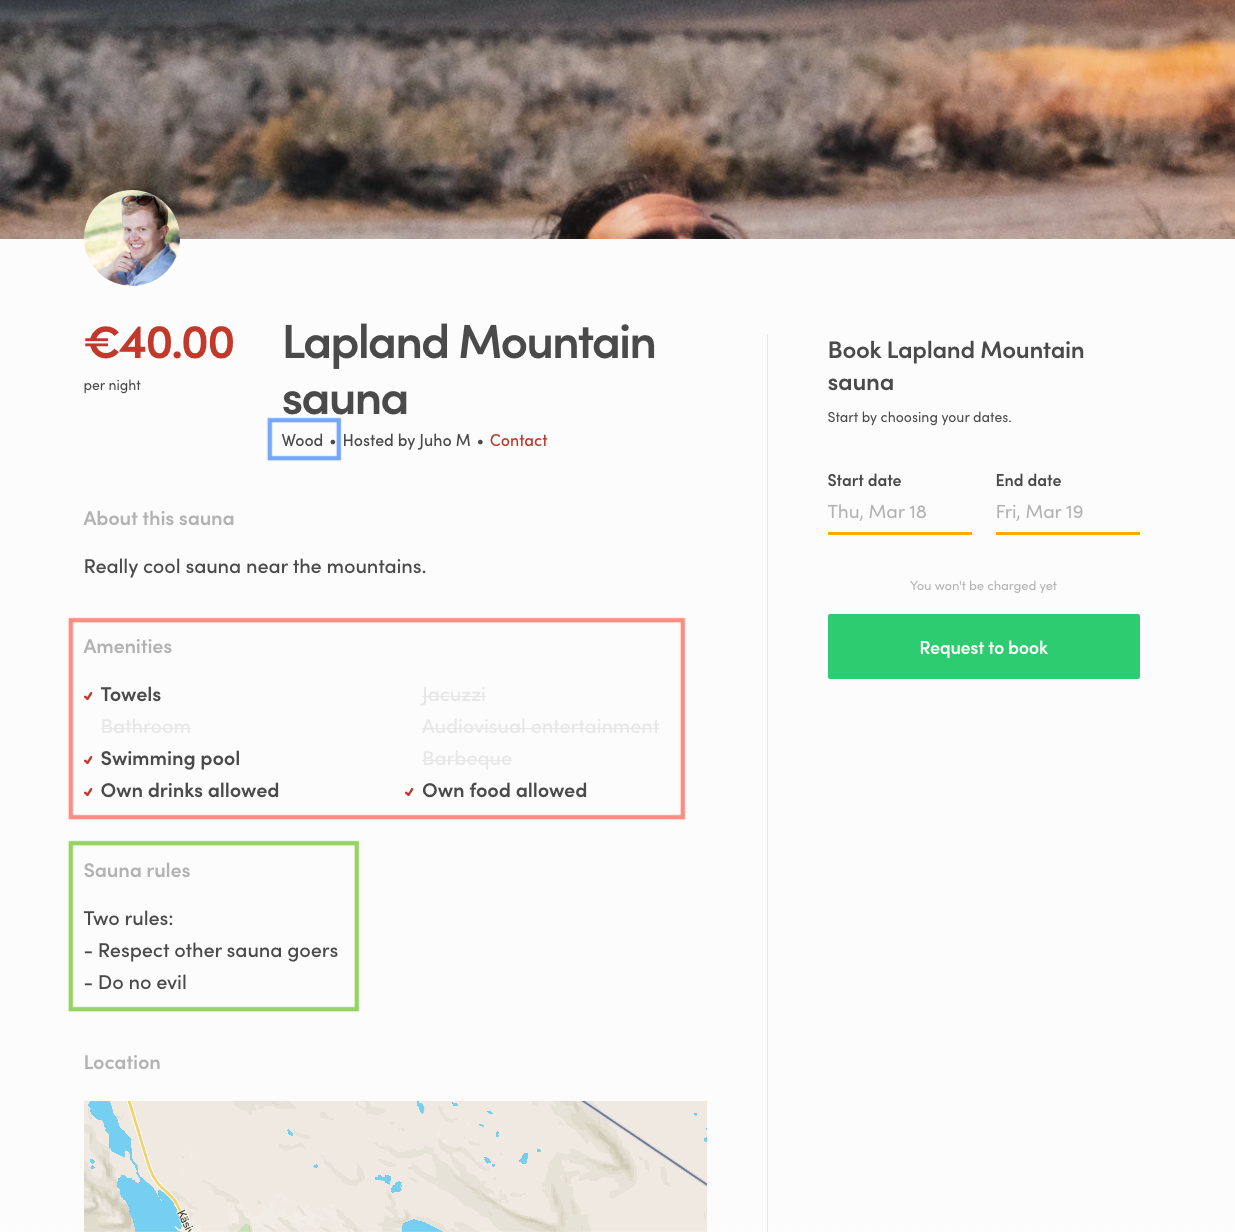 €40.00
per night
Lapland Mountain
sauna
Wood • Hosted by Juho M • Contact
About this sauna
Really cool sauna near the mountains.
Amenities
Towels
Bathroom
Swimming pool
Own drinks allowed
Jacuzzi
Audiovisual entertainment
Barbeque
Own food allowed
Sauna rules
Two rules:
- Respect other sauna goers
- Do no evil
Location
Book Lapland Mountain
sauna
Start by choosing your dates.
Start date
Thu, Mar 18
End date
Fri, Mar 19
You won't be charged yet
Request to book